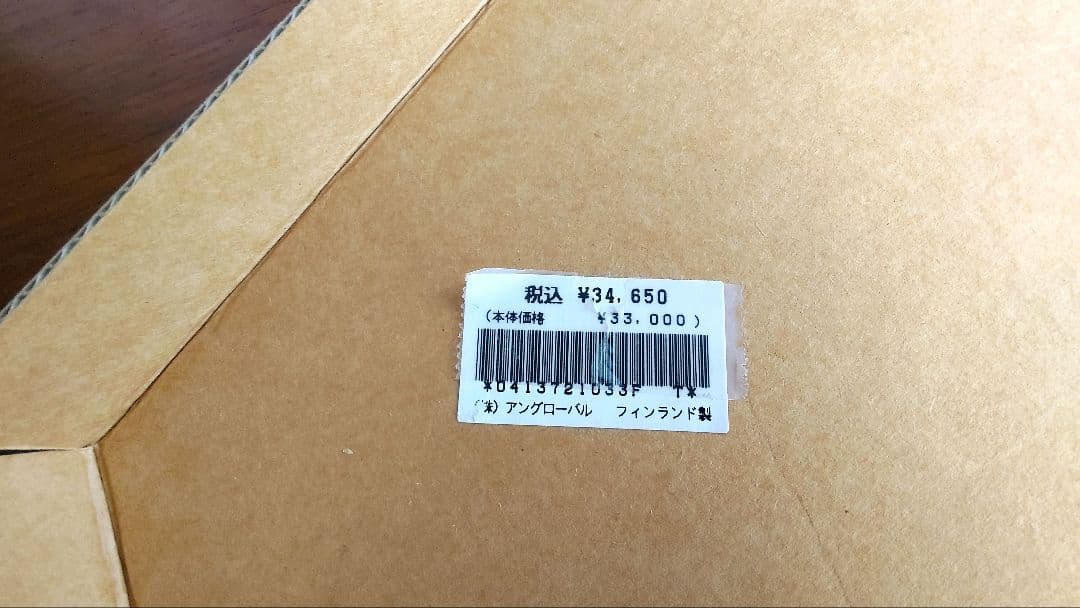 税込 ¥34,650
(本体価格 ¥33,000)
*0413721033F T*
(株) アングローバル フィンランド製